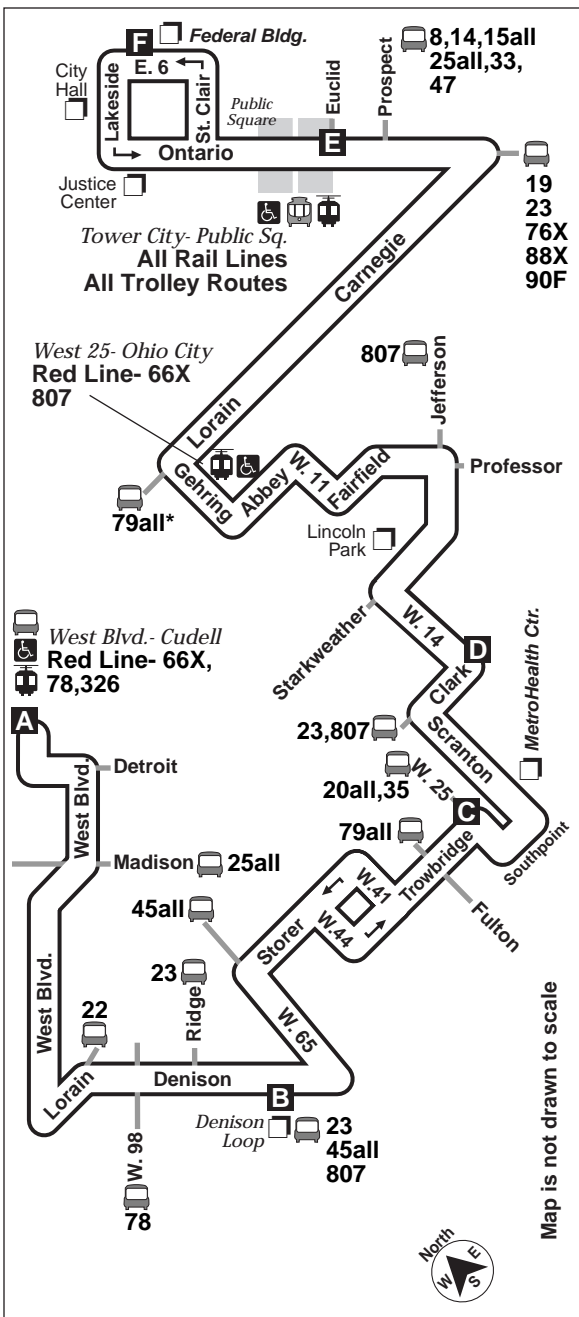 F
Federal Bldg.
8,14,15all
25all,33,
47
City
Hall
Lakeside
E. 6
St. Clair
Public
Square
Euclid
Prospect
Ontario
E
Justice
Center
19
23
76X
88X
90F
Tower City- Public Sq.
All Rail Lines
All Trolley Routes
Carnegie
West 25- Ohio City
Red Line- 66X
807
807
Jefferson
Lorain
Gehring
Abbey
W. 11
Fairfield
Professor
79all*
Lincoln
Park
Starkweather
W. 14
D
Clark
MetroHealth Ctr.
West Blvd.- Cudell
Red Line- 66X,
78,326
A
23,807
Scranton
20all,35
W. 25
C
Southpoint
Detroit
West Blvd.
Madison
25all
79all
Trowbridge
Fulton
45all
W.41
W.44
Storer
23
Ridge
W. 65
West Blvd.
22
Lorain
Denison
B
Denison
Loop
23
45all
807
W. 98
78
Map is not drawn to scale
North
E
W
S